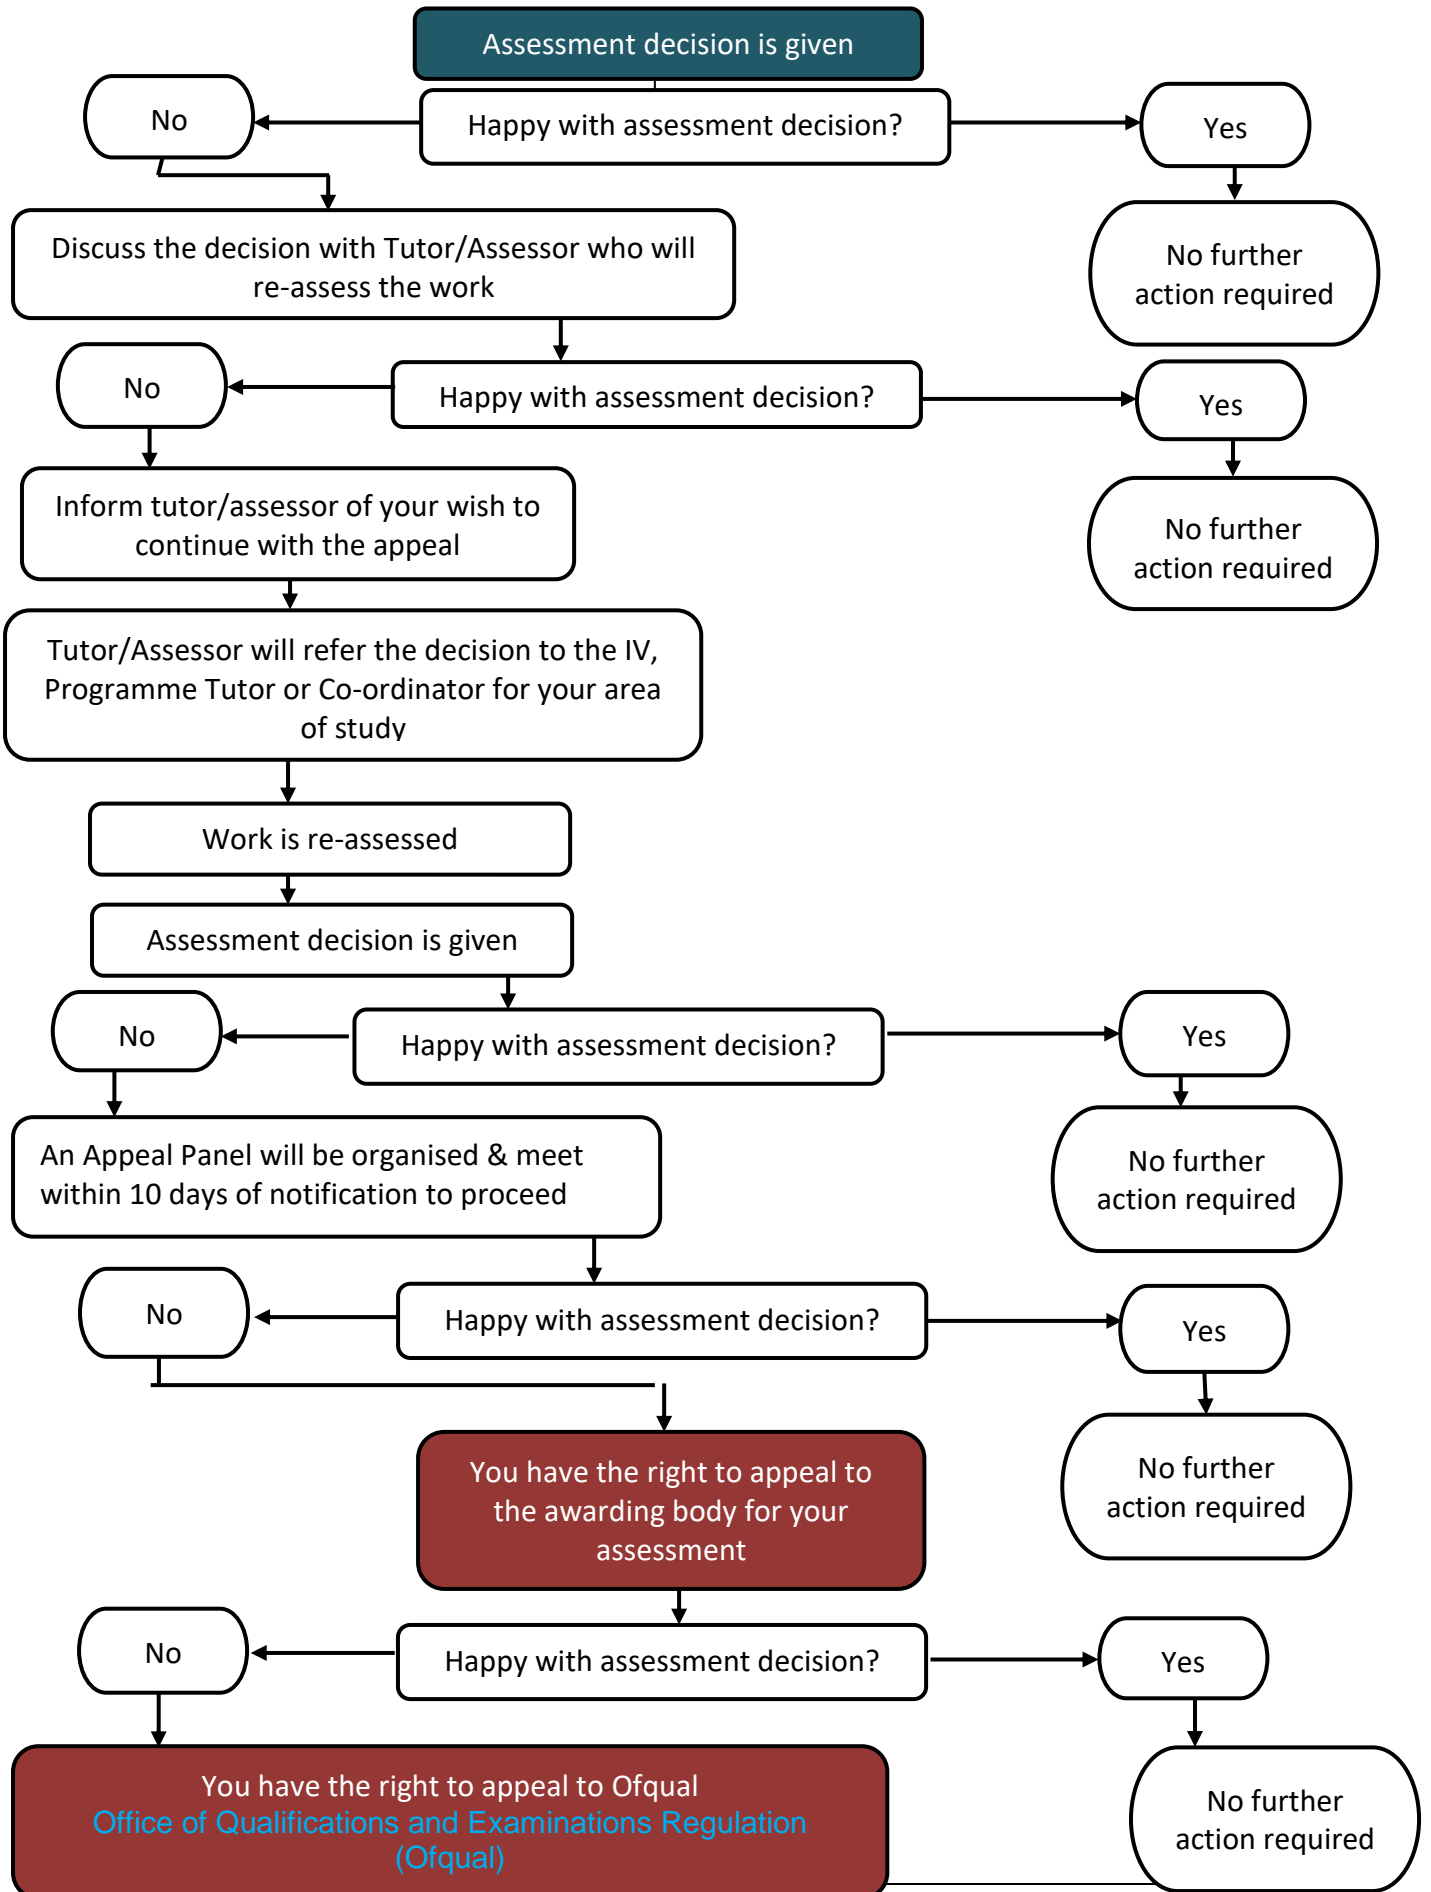 Assessment decision is given
No
Happy with assessment decision?
Yes
Discuss the decision with Tutor/Assessor who will
re-assess the work
No further
action required
No
Happy with assessment decision?
Yes
Inform tutor/assessor of your wish to
continue with the appeal
No further
action required
Tutor/Assessor will refer the decision to the IV,
Programme Tutor or Co-ordinator for your area
of study
Work is re-assessed
Assessment decision is given
No
Happy with assessment decision?
Yes
An Appeal Panel will be organised & meet
within 10 days of notification to proceed
No further
action required
No
Happy with assessment decision?
Yes
You have the right to appeal to
the awarding body for your
assessment
No further
action required
No
Happy with assessment decision?
Yes
You have the right to appeal to Ofqual
Office of Qualifications and Examinations Regulation
(Ofqual)
No further
action required